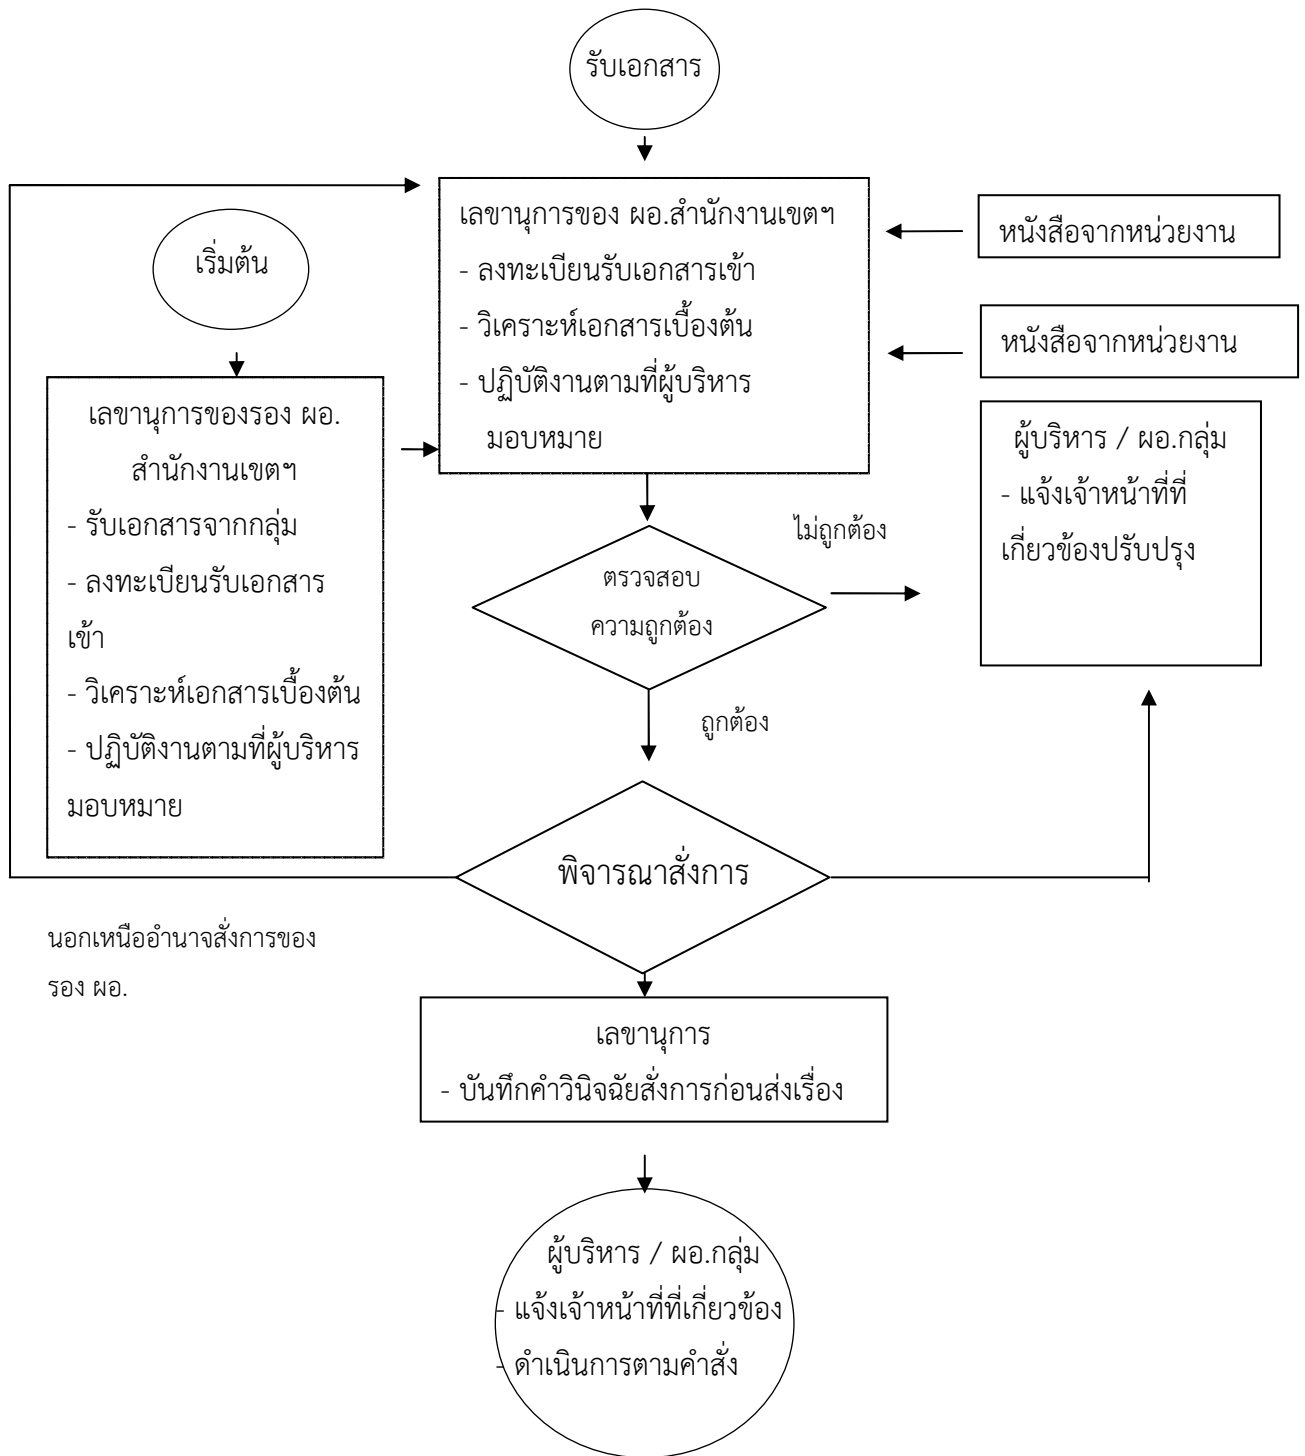 รับเอกสาร
เลขานุการของ ผอ.สำนักงานเขตฯ
- ลงทะเบียนรับเอกสารเข้า
- วิเคราะห์เอกสารเบื้องต้น
- ปฏิบัติงานตามที่ผู้บริหาร
มอบหมาย
หนังสือจากหน่วยงาน
หนังสือจากหน่วยงาน
เริ่มต้น
เลขานุการของรอง ผอ.
สำนักงานเขตฯ
- รับเอกสารจากกลุ่ม
- ลงทะเบียนรับเอกสาร
เข้า
- วิเคราะห์เอกสารเบื้องต้น
- ปฏิบัติงานตามที่ผู้บริหาร
มอบหมาย
ผู้บริหาร / ผอ.กลุ่ม
- แจ้งเจ้าหน้าที่ที่
เกี่ยวข้องปรับปรุง
ไม่ถูกต้อง
ตรวจสอบ
ความถูกต้อง
ถูกต้อง
พิจารณาสั่งการ
นอกเหนืออำนาจสั่งการของ
รอง ผอ.
เลขานุการ
- บันทึกคำวินิจฉัยสั่งการก่อนส่งเรื่อง
ผู้บริหาร / ผอ.กลุ่ม
- แจ้งเจ้าหน้าที่ที่เกี่ยวข้อง
- ดำเนินการตามคำสั่ง